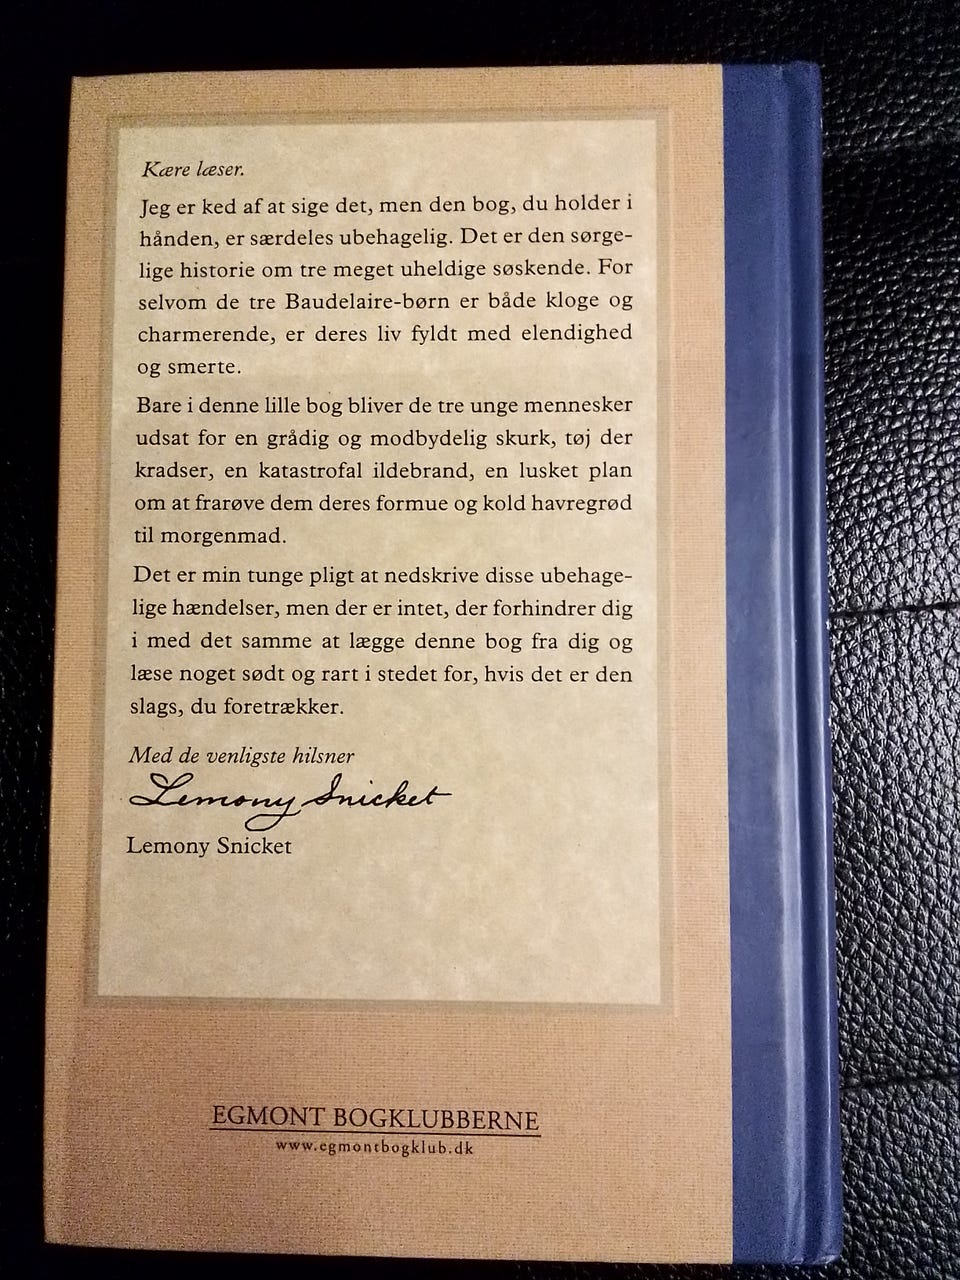 Kære læser.
Jeg er ked af at sige det, men den bog, du holder i
hånden, er særdeles ubehagelig. Det er den sørge-
lige historie om tre meget uheldige søskende. For
selvom de tre Baudelaire-børn er både kloge og
charmerende, er deres liv fyldt med elendighed
og smerte.
Bare i denne lille bog bliver de tre unge mennesker
udsat for en grådig og modbydelig skurk, tøj der
kradser, en katastrofal ildebrand, en lusket plan
om at frarøve dem deres formue og kold havregrød
til morgenmad.
Det er min tunge pligt at nedskrive disse ubehage-
lige hændelser, men der er intet, der forhindrer dig
i med det samme at lægge denne bog fra dig og
læse noget sødt og rart i stedet for, hvis det er den
slags, du foretrækker.
Med de venligste hilsner
Lemony Snicket
Lemony Snicket
EGMONT BOGKLUBBERNE
www.egmontbogklub.dk